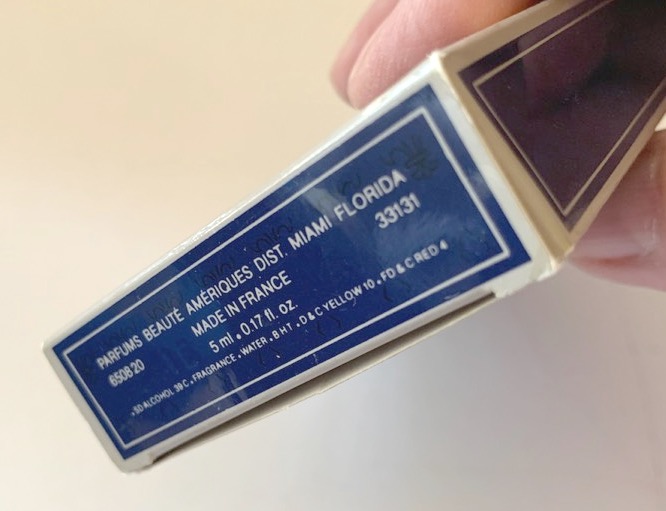 PARFUMS BEAUTÉ AMÉRIQUES DIST. MIAMI FLORIDA
650820 33131
MADE IN FRANCE
5 ml . 0.17 fl. oz.
.SD ALCOHOL 39 C . FRAGRANCE . WATER . BHT . D & C YELLOW 10 . FD & C RED 4